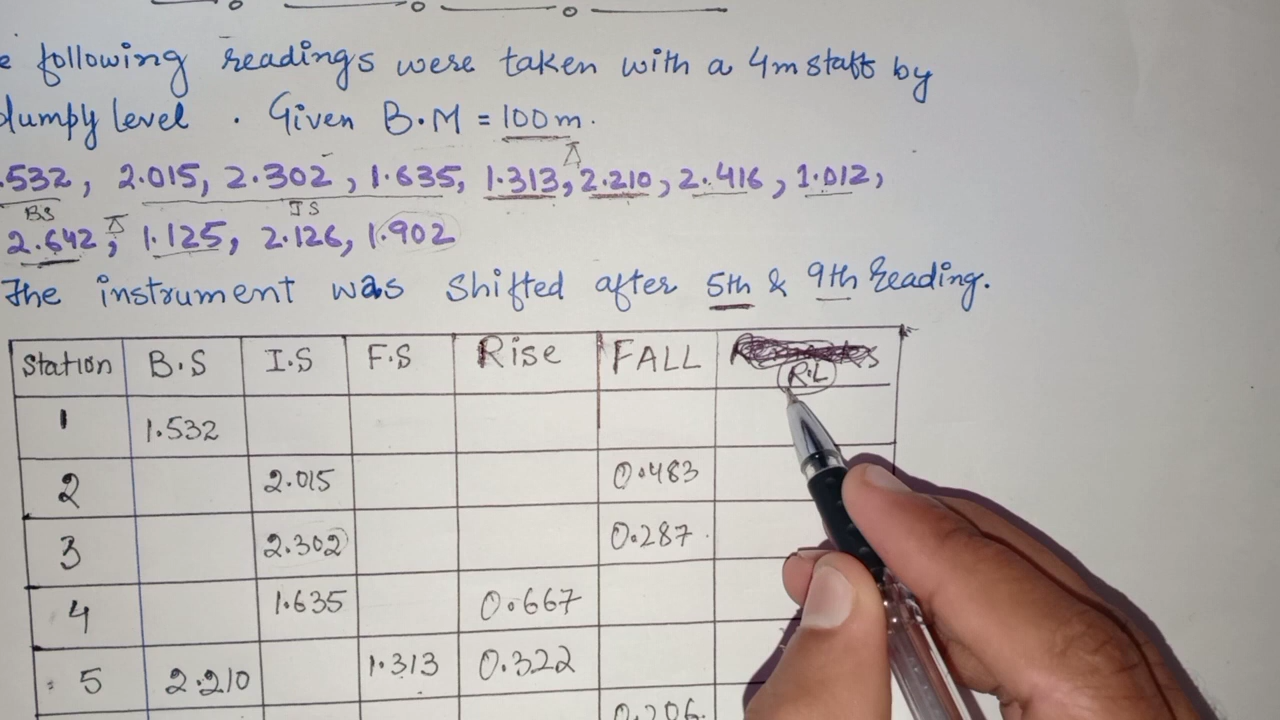 e following readings were taken with a 4m staff by
dumpy level. Given B.M = 100m.
.532, 2.015, 2.302, 1.635, 1.313, 2.210, 2.416, 1.012,
BS IS
2.642, 1.125, 2.126, 1.902
The instrument was shifted after 5th & 9th reading.
Station B.S I.S F.S Rise FALL R.L
1 1.532
2 2.015 0.483
3 2.302 0.287
4 1.635 0.667
5 2.210 1.313 0.322
0.206